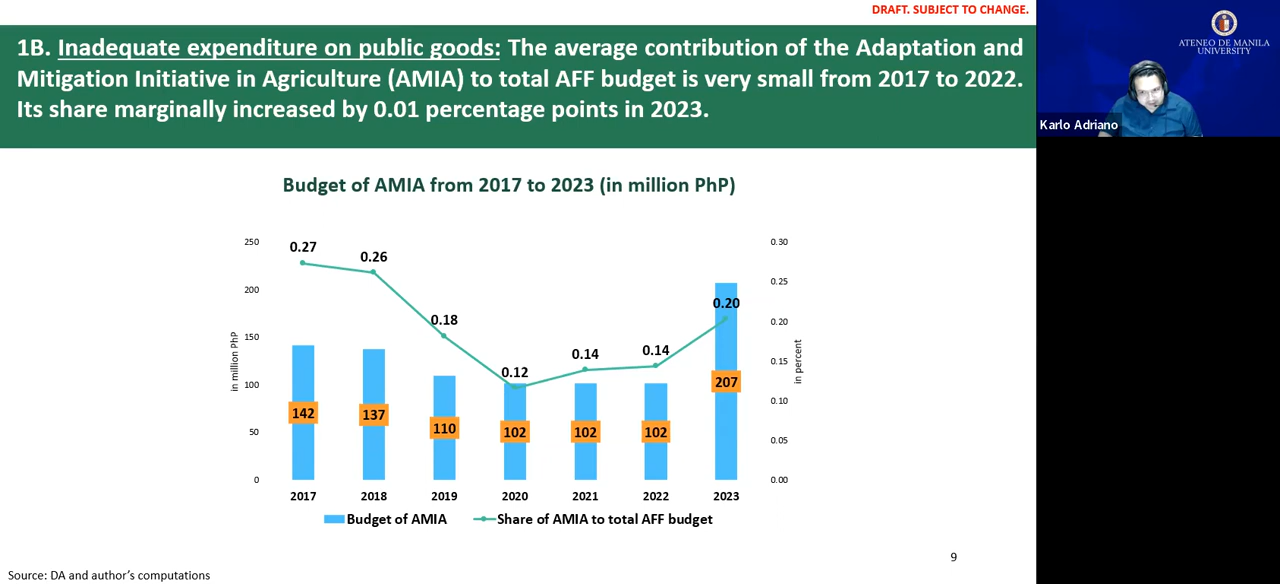 DRAFT. SUBJECT TO CHANGE.
1B. Inadequate expenditure on public goods: The average contribution of the Adaptation and
Mitigation Initiative in Agriculture (AMIA) to total AFF budget is very small from 2017 to 2022.
Its share marginally increased by 0.01 percentage points in 2023.
ATENEO DE MANILA
UNIVERSITY
Karlo Adriano
Budget of AMIA from 2017 to 2023 (in million PhP)
in million PhP
250
200
150
100
50
0
0.27
0.26
0.18
0.12
0.14
0.14
0.20
142
137
110
102
102
102
207
0.30
0.25
0.20
0.15
0.10
0.05
0.00
in percent
2017 2018 2019 2020 2021 2022 2023
Budget of AMIA Share of AMIA to total AFF budget
9
Source: DA and author's computations